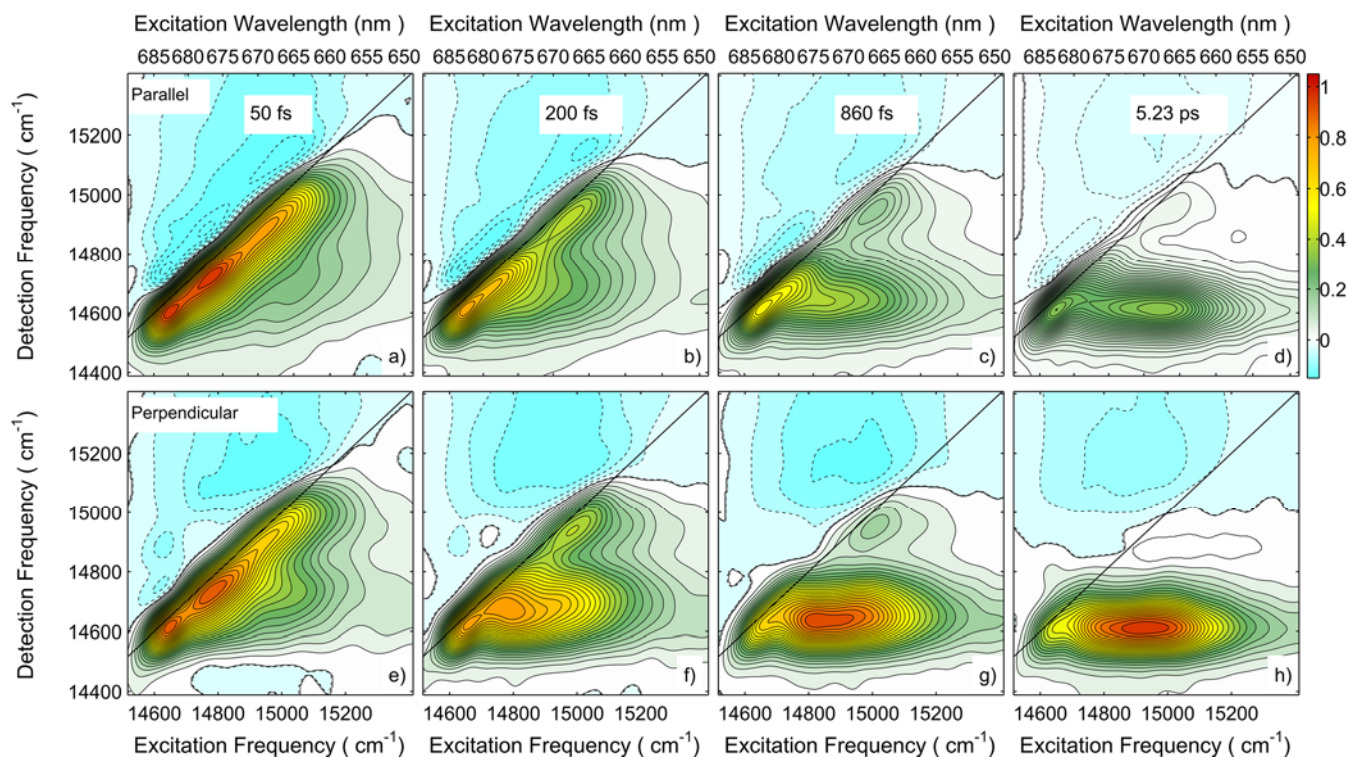 Excitation Wavelength (nm ) Excitation Wavelength (nm ) Excitation Wavelength (nm ) Excitation Wavelength (nm )
685 680 675 670 665 660 655 650 685 680 675 670 665 660 655 650 685 680 675 670 665 660 655 650 685 680 675 670 665 660 655 650
Parallel 50 fs 200 fs 860 fs 5.23 ps 1
15200
0.8
15000 0.6
14800 0.4
0.2
14600
0
14400 a) b) c) d)
Detection Frequency ( cm⁻¹)
Perpendicular
15200
15000
14800
14600
14400 e) f) g) h)
Detection Frequency ( cm⁻¹)
14600 14800 15000 15200 14600 14800 15000 15200 14600 14800 15000 15200 14600 14800 15000 15200
Excitation Frequency ( cm⁻¹) Excitation Frequency ( cm⁻¹) Excitation Frequency ( cm⁻¹) Excitation Frequency ( cm⁻¹)